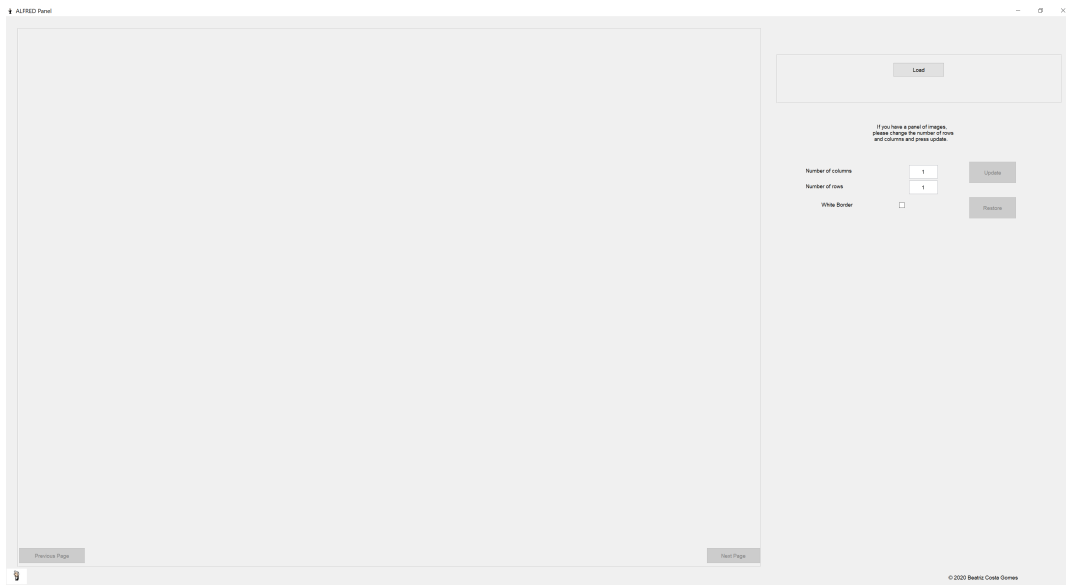 ALFRED Panel
Load
If you have a panel of images,
please change the number of rows
and columns and press update.
Number of columns 1 Update
Number of rows 1
White Border Restore
Previous Page Next Page
© 2020 Beatriz Costa Gomes